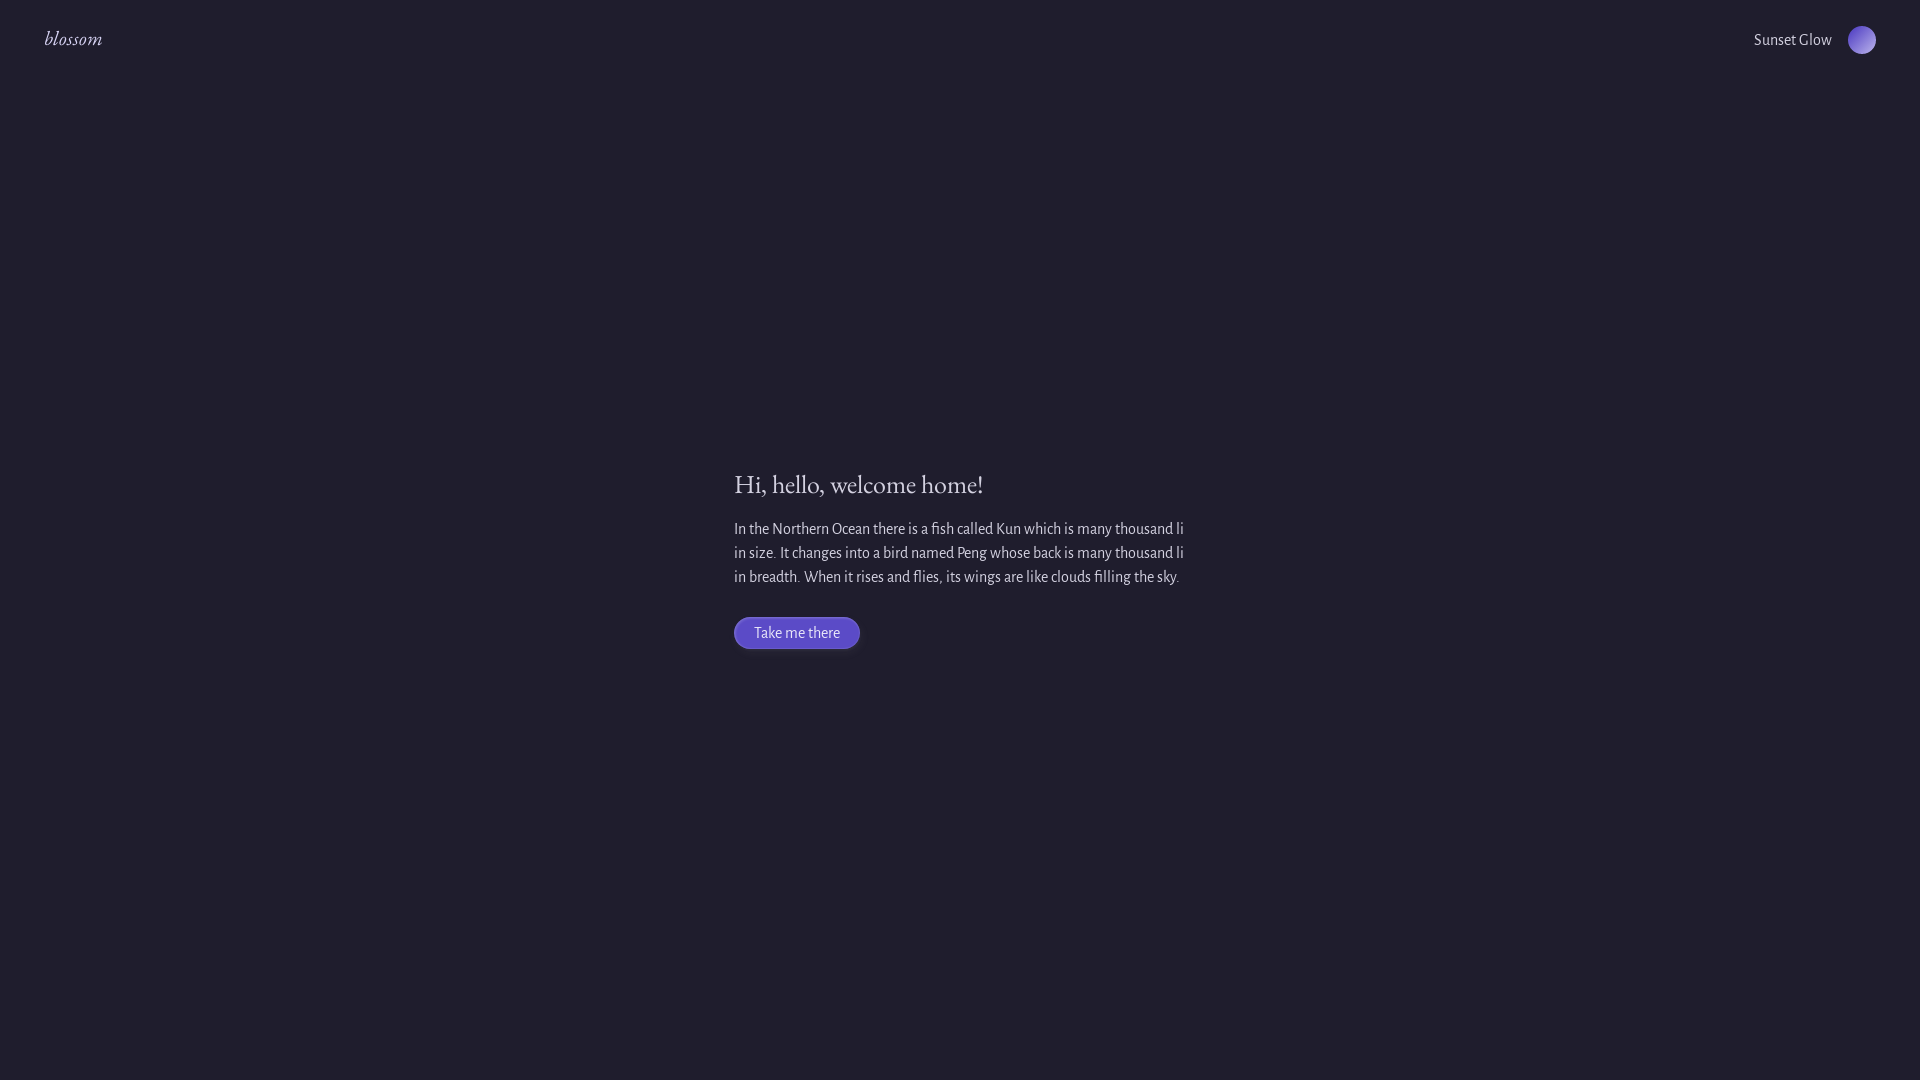 blossom
Sunset Glow
Hi, hello, welcome home!
In the Northern Ocean there is a fish called Kun which is many thousand li
in size. It changes into a bird named Peng whose back is many thousand li
in breadth. When it rises and flies, its wings are like clouds filling the sky.
Take me there